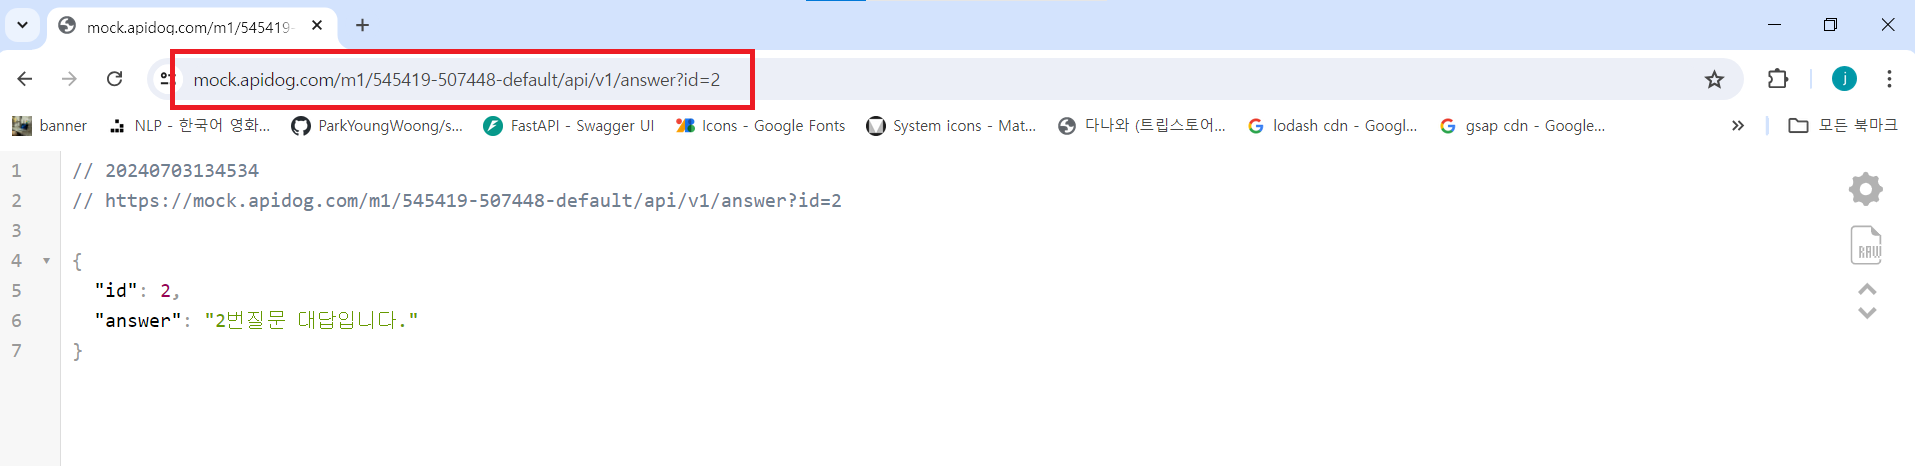 mock.apidog.com/m1/545419-
mock.apidog.com/m1/545419-507448-default/api/v1/answer?id=2
j
banner NLP - 한국어 영화... ParkYoungWoong/s... FastAPI - Swagger UI Icons - Google Fonts System icons - Mat... 다나와 (트립스토어... lodash cdn - Googl... gsap cdn - Google... » 모든 북마크
1 // 20240703134534
2 // https://mock.apidog.com/m1/545419-507448-default/api/v1/answer?id=2
3
4 {
5 "id": 2,
6 "answer": "2번질문 대답입니다."
7 }
RAW